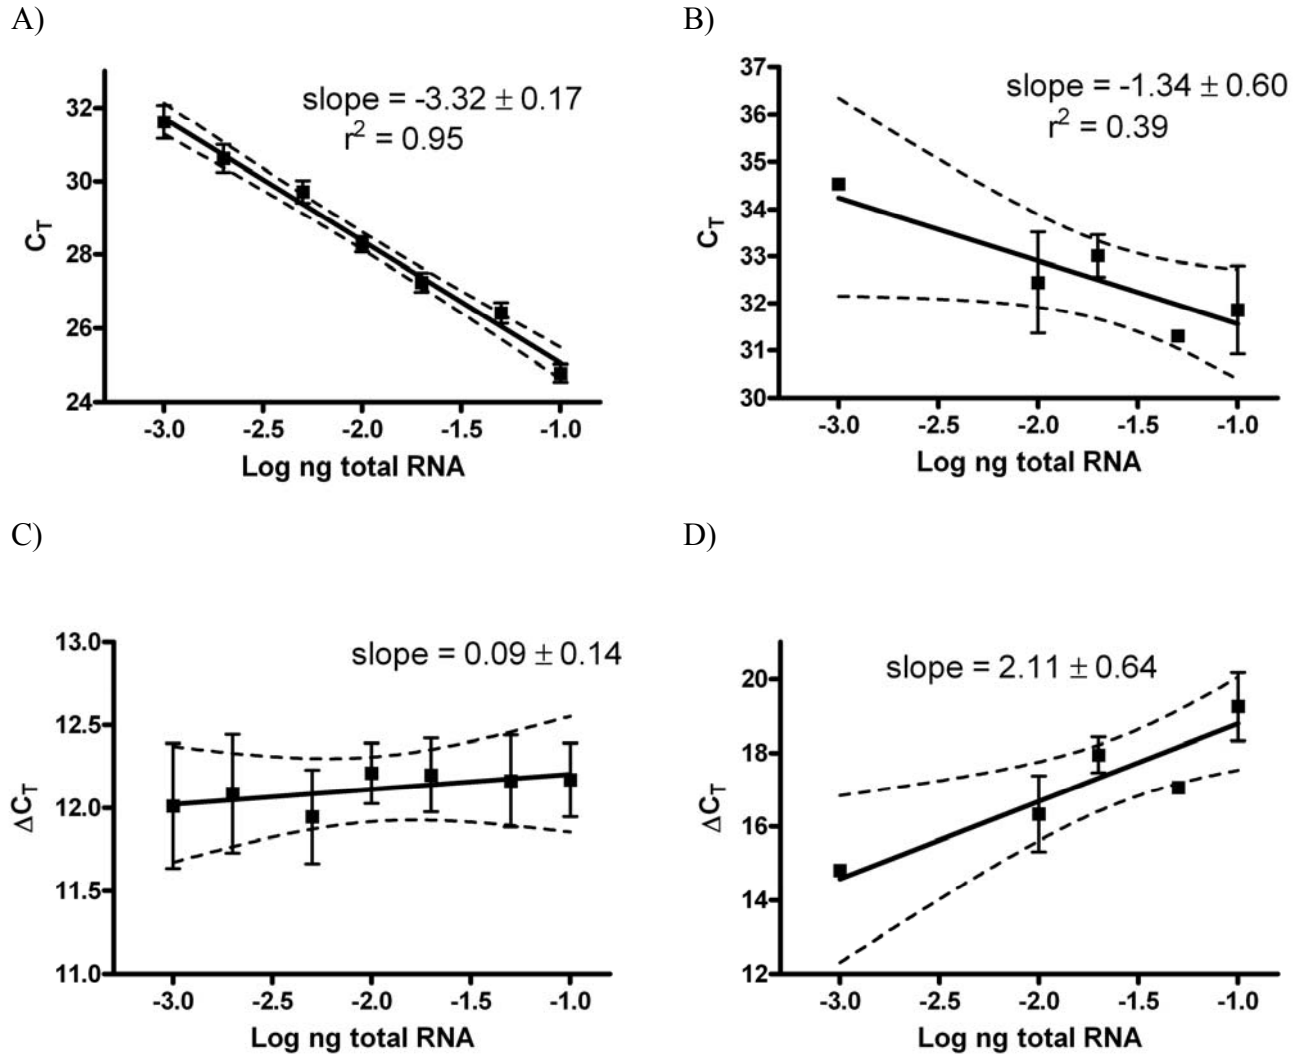 A)
slope = -3.32 ± 0.17
r² = 0.95
32
30
28
26
24
C_T
-3.0 -2.5 -2.0 -1.5 -1.0
Log ng total RNA
B)
slope = -1.34 ± 0.60
r² = 0.39
37
36
35
34
33
32
31
30
C_T
-3.0 -2.5 -2.0 -1.5 -1.0
Log ng total RNA
C)
slope = 0.09 ± 0.14
13.0
12.5
12.0
11.5
11.0
ΔC_T
-3.0 -2.5 -2.0 -1.5 -1.0
Log ng total RNA
D)
slope = 2.11 ± 0.64
20
18
16
14
12
ΔC_T
-3.0 -2.5 -2.0 -1.5 -1.0
Log ng total RNA